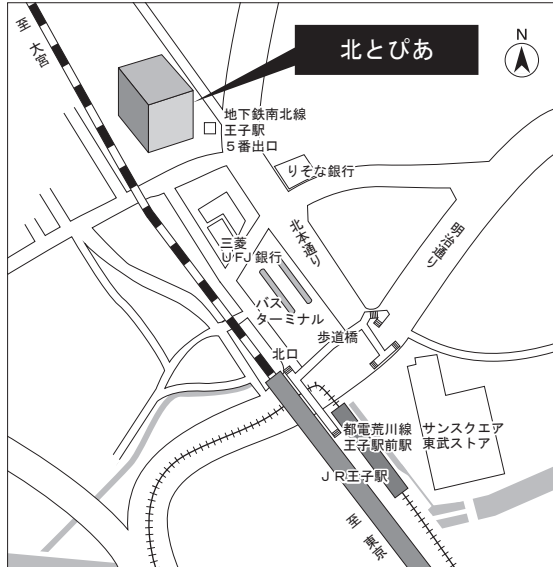 至 大宮
北とぴあ
N
地下鉄南北線
王子駅
5番出口
りそな銀行
三菱
UFJ銀行
北本通り
明治通り
バス
ターミナル
歩道橋
北口
都電荒川線
王子駅前駅
サンスクエア
東武ストア
JR王子駅
至 東京